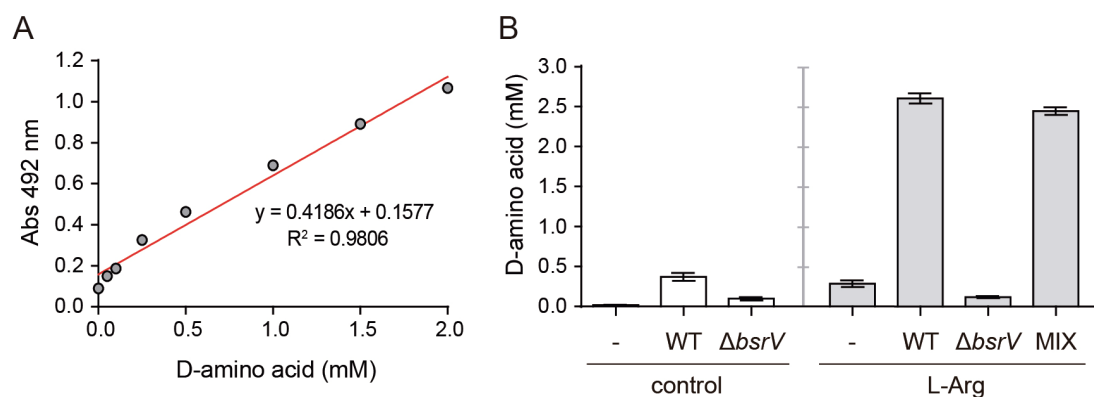 A
Abs 492 nm
1.2
1.0
0.8
0.6
0.4
0.2
0.0
y = 0.4186x + 0.1577
R² = 0.9806
0.0 0.5 1.0 1.5 2.0
D-amino acid (mM)
B
D-amino acid (mM)
3.0
2.5
2.0
1.5
1.0
0.5
0.0
- WT ΔbsrV - WT ΔbsrV MIX
control L-Arg